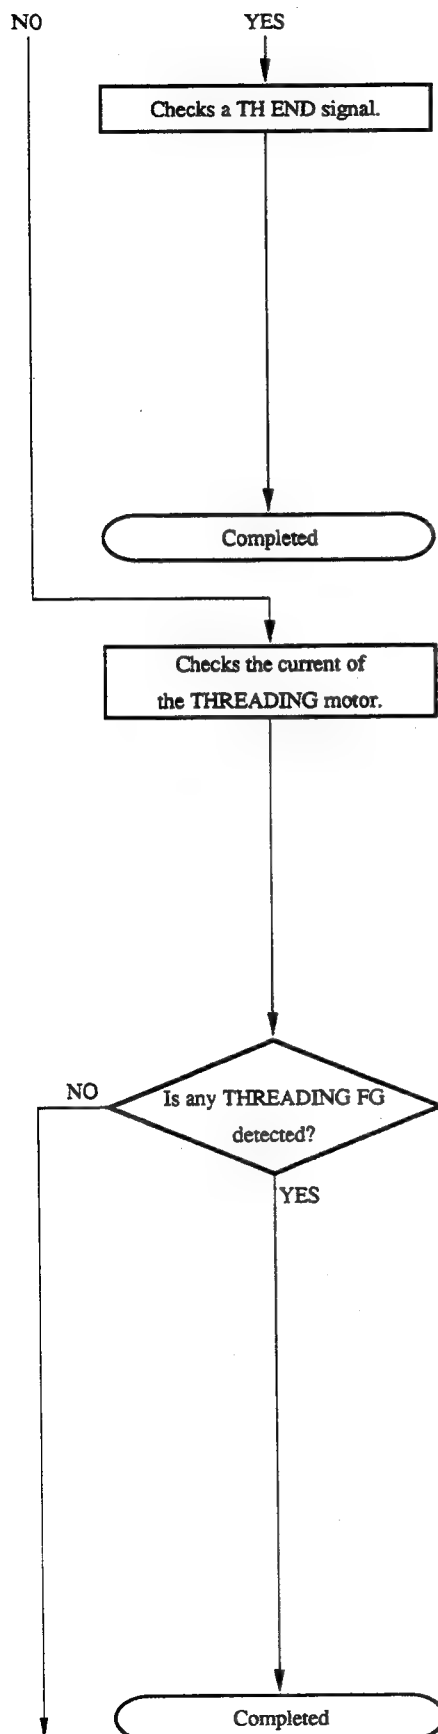 NO
YES
Checks a TH END signal.
Completed
Checks the current of
the THREADING motor.
Is any THREADING FG
detected?
NO
YES
Completed